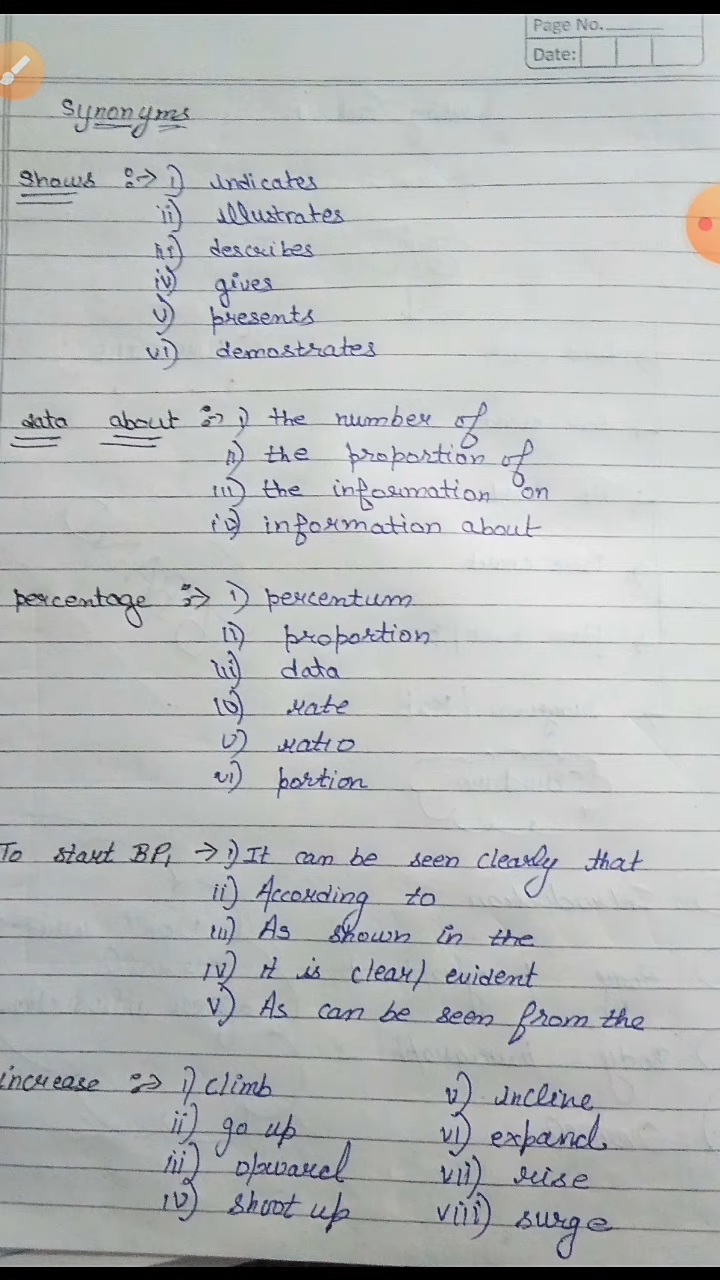 Page No.
Date:
Synonyms
Shows :→ i) indicates
ii) illustrates
iii) describes
iv) gives
v) presents
vi) demostrates
data about :→ i) the number of
ii) the proportion of
iii) the information on
iv) information about
percentage :→ i) percentum
ii) proportion
iii) data
iv) rate
v) ratio
vi) portion
To start BP1 → i) It can be seen clearly that
ii) According to
iii) As shown in the
iv) it is clear/ evident
v) As can be seen from the
increase :→ i) climb v) incline
ii) go up vi) expand
iii) upward vii) rise
iv) shoot up viii) surge